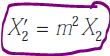 X′₂ = m² X₂